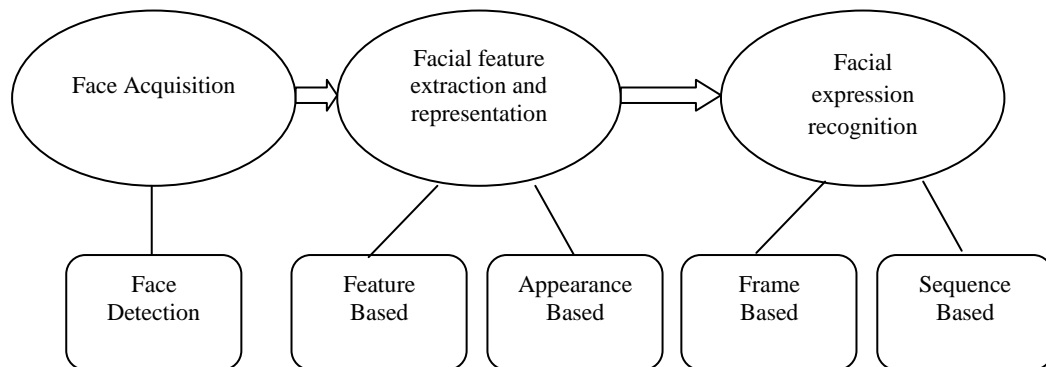 Face Acquisition
Facial feature
extraction and
representation
Facial
expression
recognition
Face
Detection
Feature
Based
Appearance
Based
Frame
Based
Sequence
Based